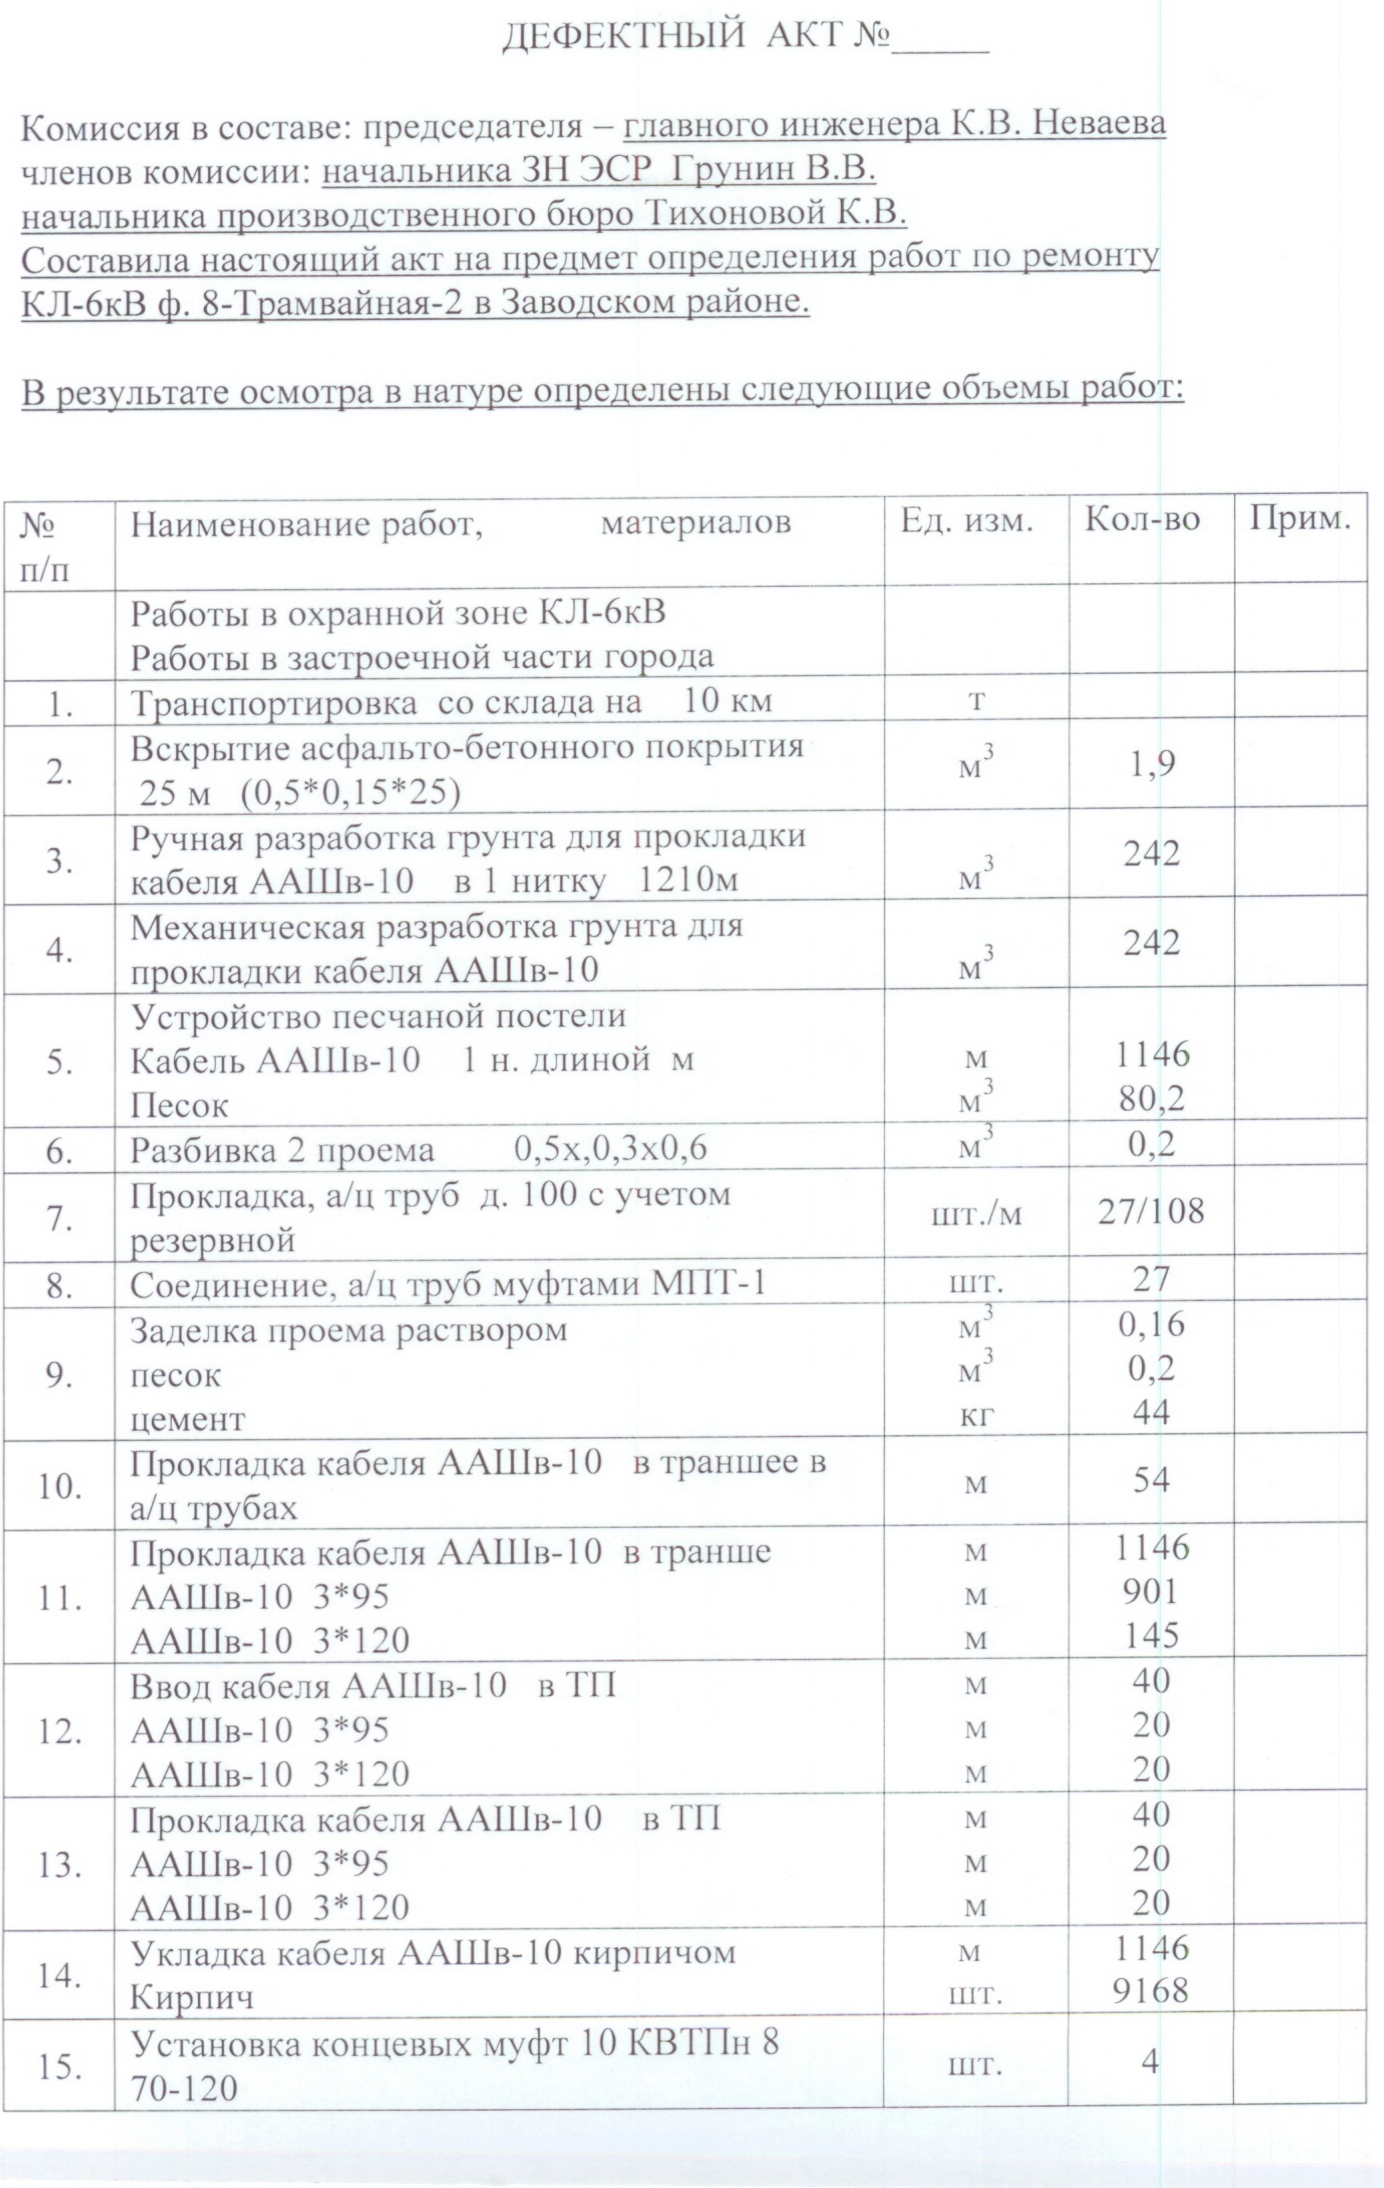 ДЕФЕКТНЫЙ АКТ №_____
Комиссия в составе: председателя – главного инженера К.В. Неваева
членов комиссии: начальника ЗН ЭСР Грунин В.В.
начальника производственного бюро Тихоновой К.В.
Составила настоящий акт на предмет определения работ по ремонту
КЛ-6кВ ф. 8-Трамвайная-2 в Заводском районе.
В результате осмотра в натуре определены следующие объемы работ:
№ Наименование работ, материалов Ед. изм. Кол-во Прим.
п/п
Работы в охранной зоне КЛ-6кВ
Работы в застроечной части города
1. Транспортировка со склада на 10 км т
2. Вскрытие асфальто-бетонного покрытия м³ 1,9
25 м (0,5*0,15*25)
3. Ручная разработка грунта для прокладки 242
кабеля ААШв-10 в 1 нитку 1210м м³
4. Механическая разработка грунта для 242
прокладки кабеля ААШв-10 м³
Устройство песчаной постели
5. Кабель ААШв-10 1 н. длиной м м 1146
Песок м³ 80,2
6. Разбивка 2 проема 0,5х,0,3х0,6 м³ 0,2
7. Прокладка, а/ц труб д. 100 с учетом шт./м 27/108
резервной
8. Соединение, а/ц труб муфтами МПТ-1 шт. 27
Заделка проема раствором м³ 0,16
9. песок м³ 0,2
цемент кг 44
10. Прокладка кабеля ААШв-10 в траншее в м 54
а/ц трубах
Прокладка кабеля ААШв-10 в транше м 1146
11. ААШв-10 3*95 м 901
ААШв-10 3*120 м 145
Ввод кабеля ААШв-10 в ТП м 40
12. ААШв-10 3*95 м 20
ААШв-10 3*120 м 20
Прокладка кабеля ААШв-10 в ТП м 40
13. ААШв-10 3*95 м 20
ААШв-10 3*120 м 20
14. Укладка кабеля ААШв-10 кирпичом м 1146
Кирпич шт. 9168
15. Установка концевых муфт 10 КВТПн 8 шт. 4
70-120